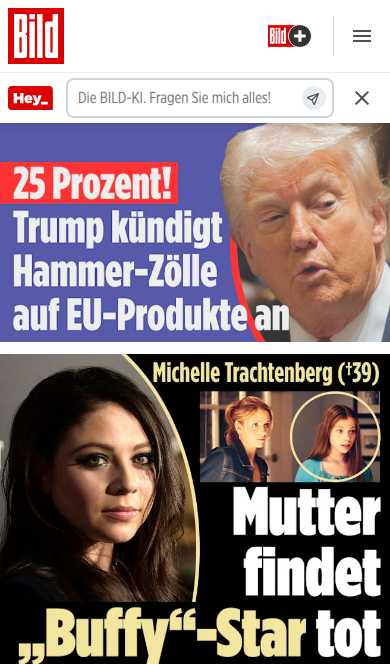 Bild
Bild +
Hey_
Die BILD-KI. Fragen Sie mich alles!
25 Prozent!
Trump kündigt
Hammer-Zölle
auf EU-Produkte an
Michelle Trachtenberg (†39)
Mutter
findet
„Buffy“-Star tot